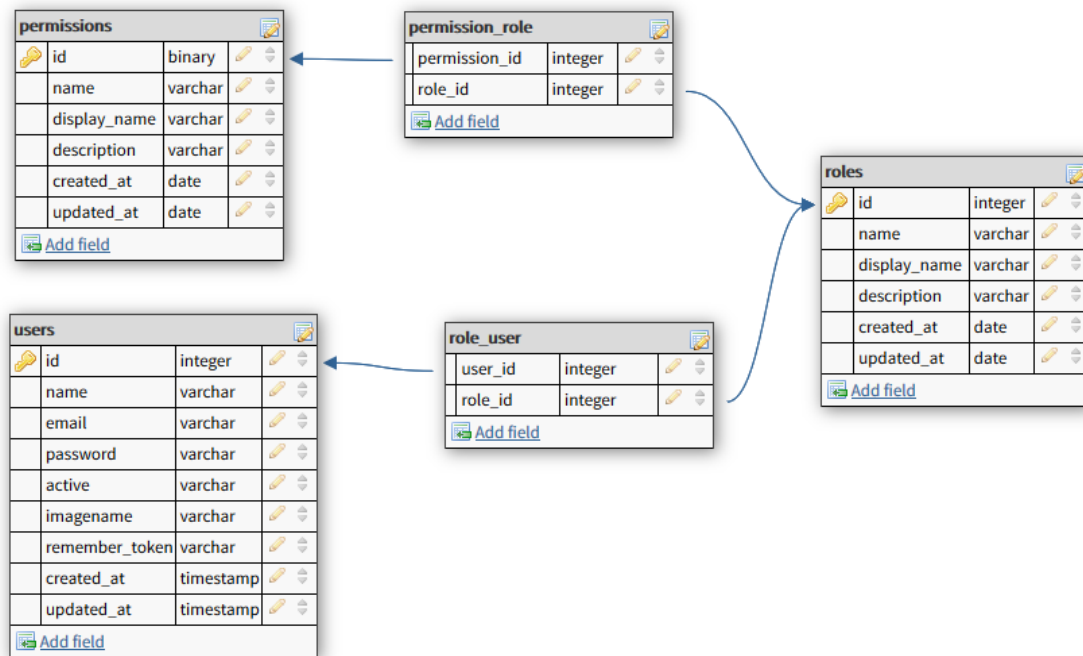 permissions
id binary
name varchar
display_name varchar
description varchar
created_at date
updated_at date
Add field
permission_role
permission_id integer
role_id integer
Add field
roles
id integer
name varchar
display_name varchar
description varchar
created_at date
updated_at date
Add field
users
id integer
name varchar
email varchar
password varchar
active varchar
imagename varchar
remember_token varchar
created_at timestamp
updated_at timestamp
Add field
role_user
user_id integer
role_id integer
Add field